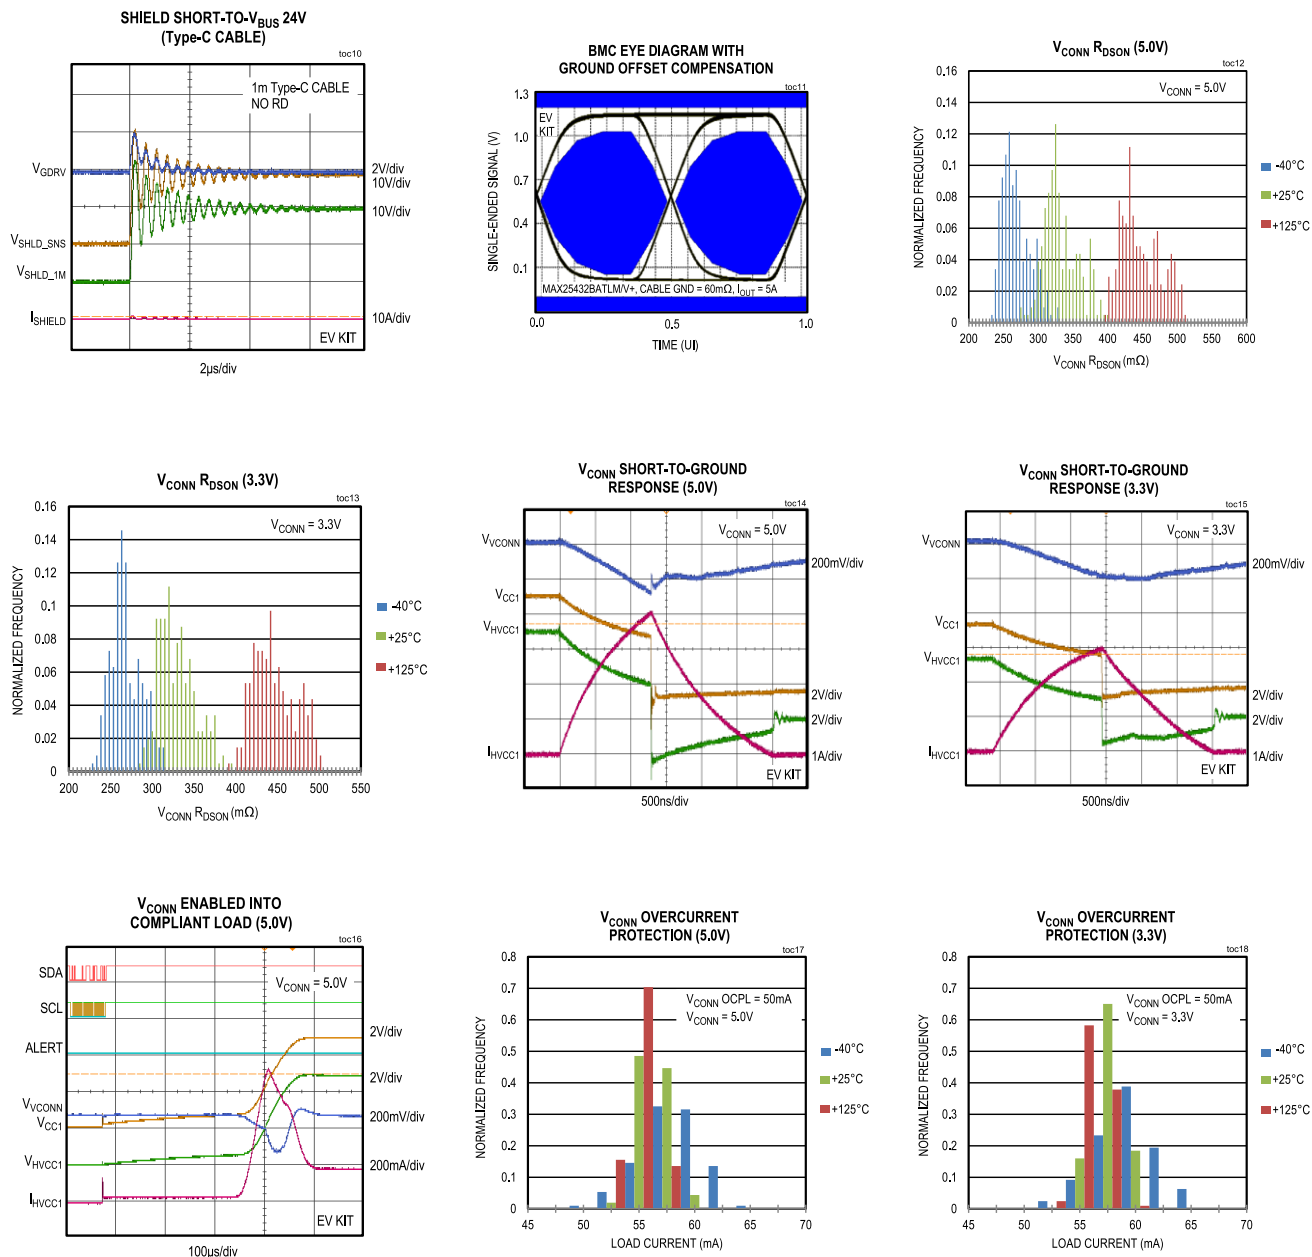 SHIELD SHORT-TO-VBUS 24V
(Type-C CABLE)
toc10
1m Type-C CABLE
NO RD
VGDRV
VSHLD_SNS
VSHLD_1M
ISHIELD
2V/div
10V/div
10V/div
10A/div
EV KIT
2µs/div
BMC EYE DIAGRAM WITH
GROUND OFFSET COMPENSATION
toc11
SINGLE-ENDED SIGNAL (V)
1.3
1.0
0.7
0.4
0.1
EV
KIT
MAX25432BATLM/V+, CABLE GND = 60mΩ, IOUT = 5A
0.0
0.5
1.0
TIME (UI)
VCONN RDSON (5.0V)
toc12
VCONN = 5.0V
NORMALIZED FREQUENCY
0.16
0.14
0.12
0.1
0.08
0.06
0.04
0.02
0
200 250 300 350 400 450 500 550 600
VCONN RDSON (mΩ)
-40°C
+25°C
+125°C
VCONN RDSON (3.3V)
toc13
VCONN = 3.3V
NORMALIZED FREQUENCY
0.16
0.14
0.12
0.1
0.08
0.06
0.04
0.02
0
200 250 300 350 400 450 500 550
VCONN RDSON (mΩ)
-40°C
+25°C
+125°C
VCONN SHORT-TO-GROUND
RESPONSE (5.0V)
toc14
VCONN = 5.0V
VVCONN
VCC1
VHVCC1
IHVCC1
200mV/div
2V/div
2V/div
1A/div
EV KIT
500ns/div
VCONN SHORT-TO-GROUND
RESPONSE (3.3V)
toc15
VCONN = 3.3V
VVCONN
VCC1
VHVCC1
IHVCC1
200mV/div
2V/div
2V/div
1A/div
EV KIT
500ns/div
VCONN ENABLED INTO
COMPLIANT LOAD (5.0V)
toc16
VCONN = 5.0V
SDA
SCL
ALERT
VVCONN
VCC1
VHVCC1
IHVCC1
2V/div
2V/div
200mV/div
200mA/div
EV KIT
100µs/div
VCONN OVERCURRENT
PROTECTION (5.0V)
toc17
VCONN OCPL = 50mA
VCONN = 5.0V
NORMALIZED FREQUENCY
0.8
0.7
0.6
0.5
0.4
0.3
0.2
0.1
0
45 50 55 60 65 70
LOAD CURRENT (mA)
-40°C
+25°C
+125°C
VCONN OVERCURRENT
PROTECTION (3.3V)
toc18
VCONN OCPL = 50mA
VCONN = 3.3V
NORMALIZED FREQUENCY
0.8
0.7
0.6
0.5
0.4
0.3
0.2
0.1
0
45 50 55 60 65 70
LOAD CURRENT (mA)
-40°C
+25°C
+125°C